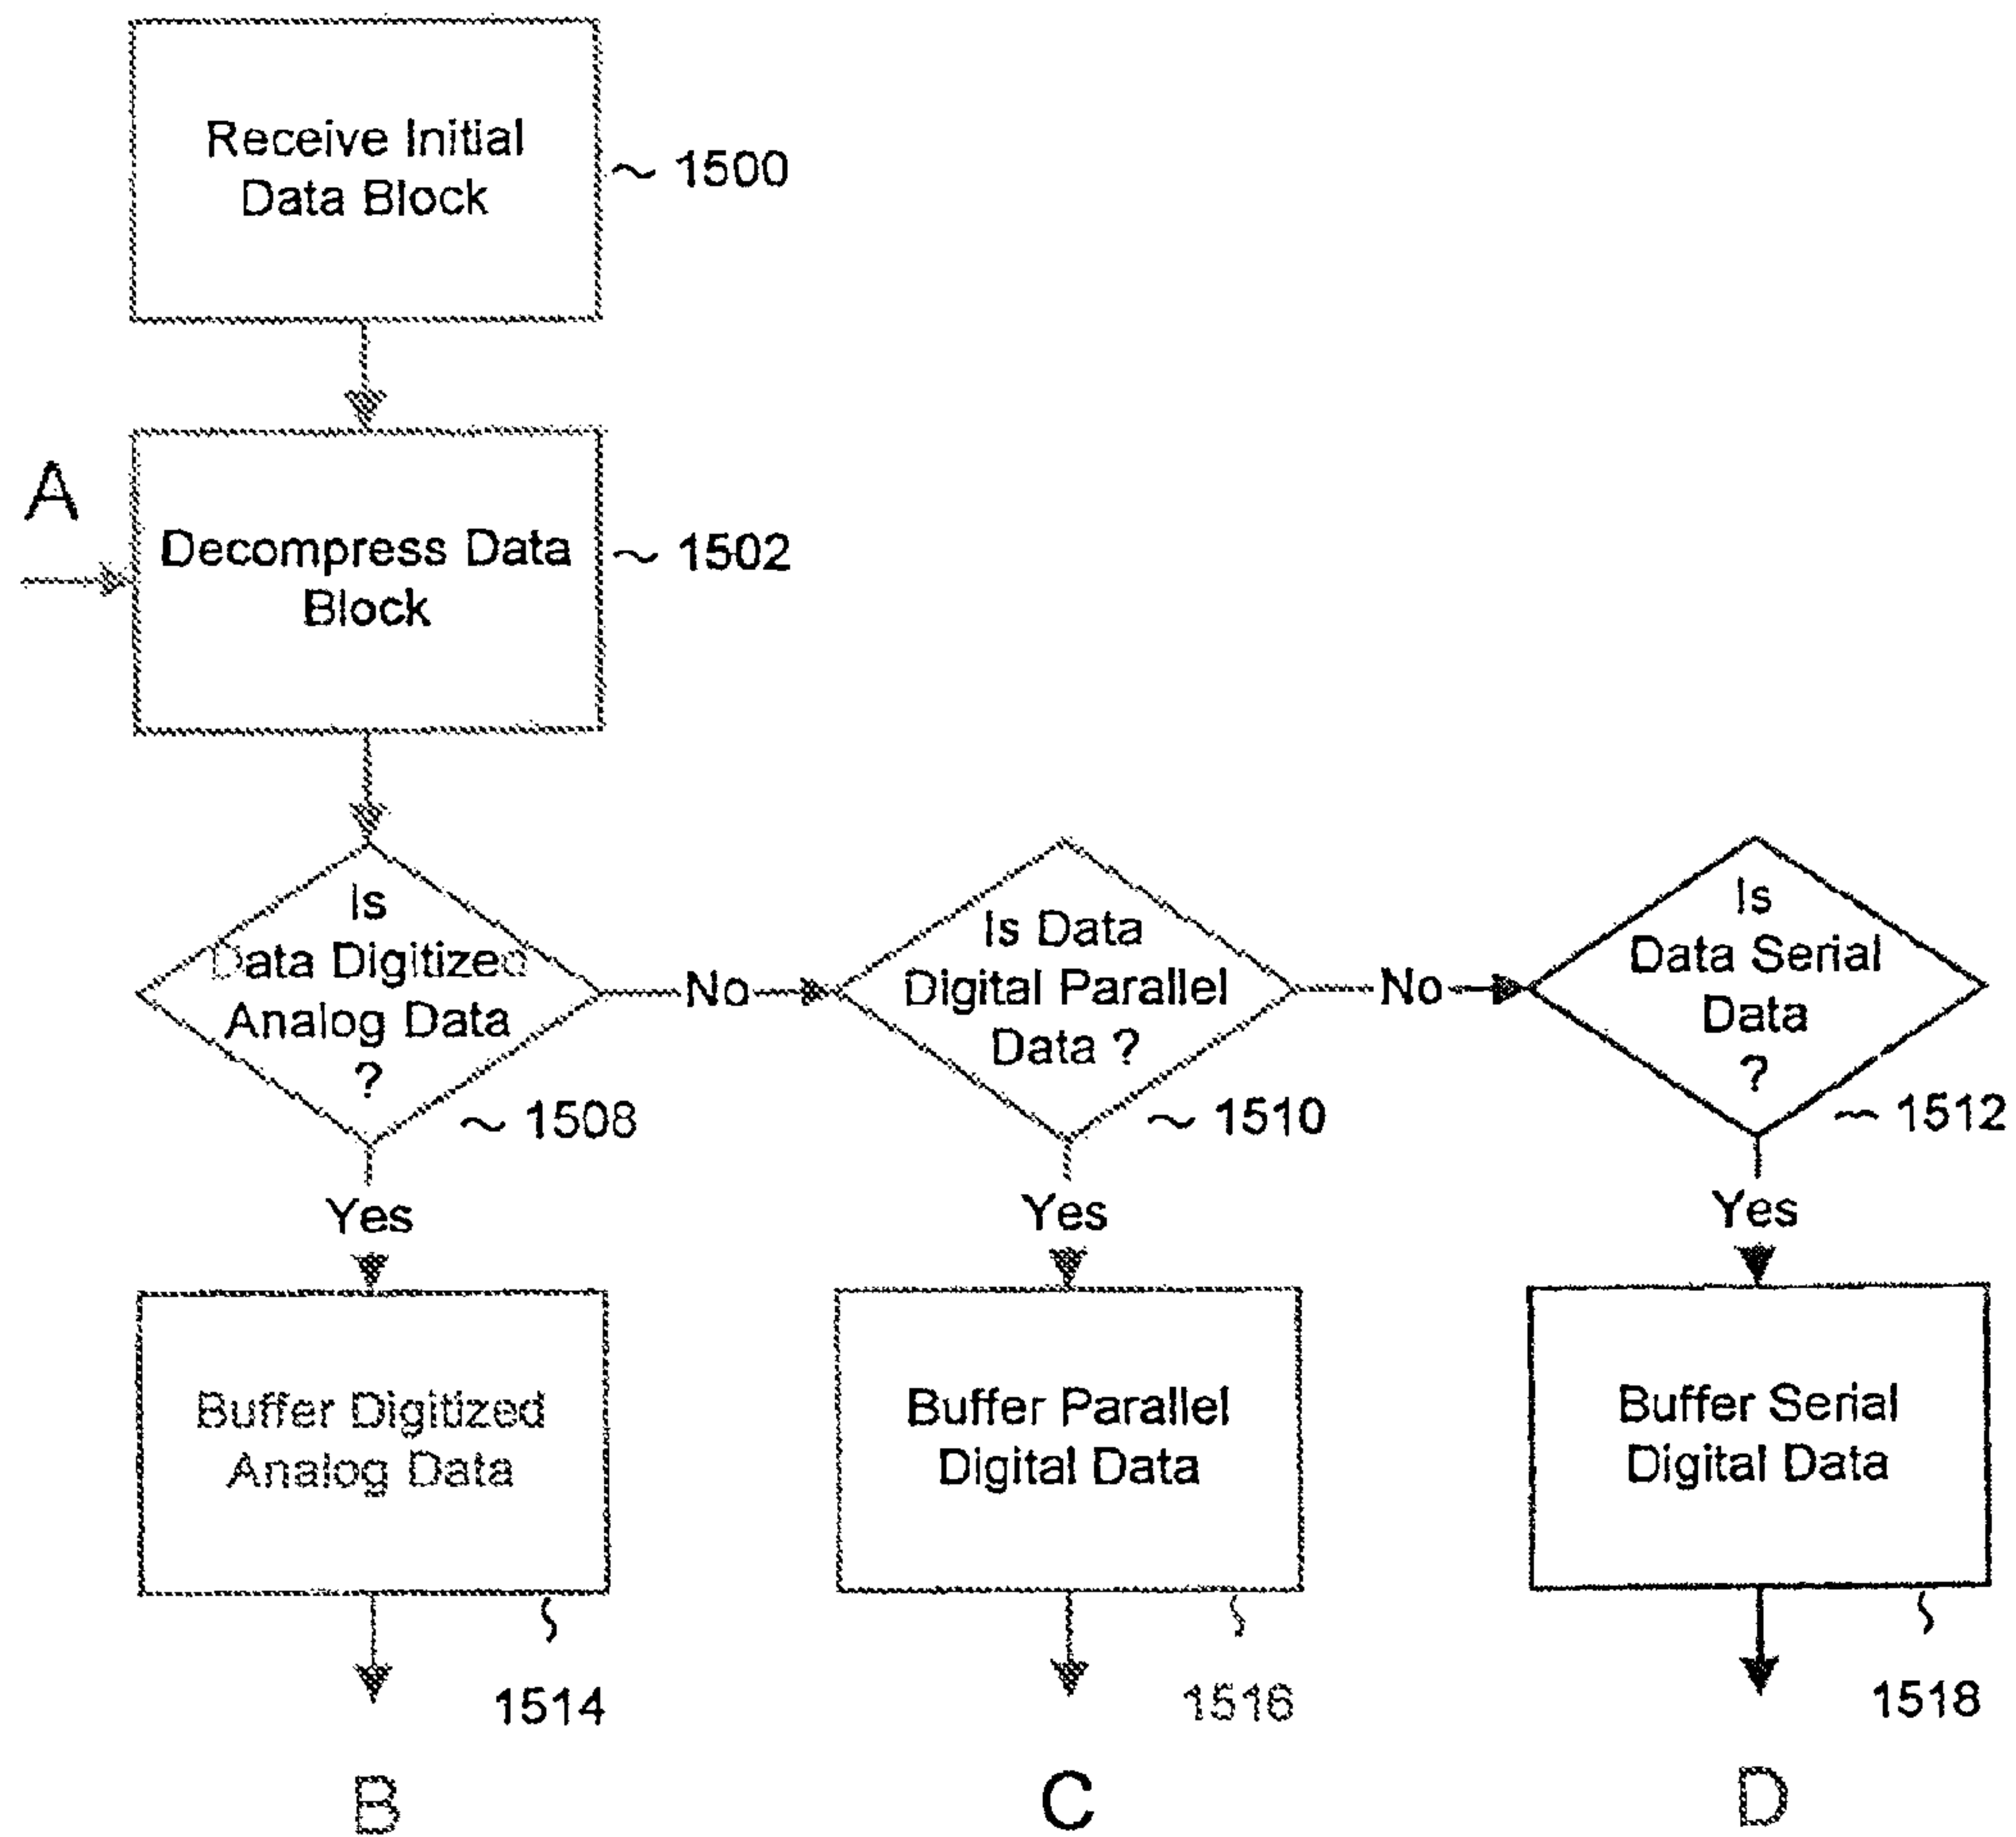 Receive Initial
Data Block
1500
A
Decompress Data
Block
1502
Is
Data Digitized
Analog Data
?
1508
No
Is Data
Digital Parallel
Data ?
1510
No
Is
Data Serial
Data
?
1512
Yes
Yes
Yes
Buffer Digitized
Analog Data
1514
Buffer Parallel
Digital Data
1516
Buffer Serial
Digital Data
1518
B
C
D